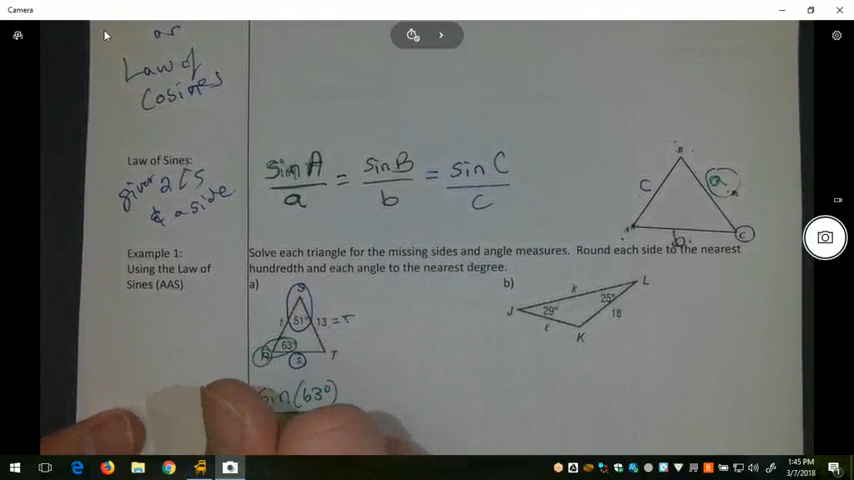 Camera
or
Law of
Cosines
Law of Sines:
given 2 ∠s
& a side
sin A / a = sin B / b = sin C / c
B
c
a
A
b
C
Example 1:
Using the Law of
Sines (AAS)
Solve each triangle for the missing sides and angle measures. Round each side to the nearest
hundredth and each angle to the nearest degree.
a)
b)
S
t
51°
13 = r
63°
R
s
T
J
29°
k
25°
L
18
K
sin(63°)
1:45 PM
3/7/2018